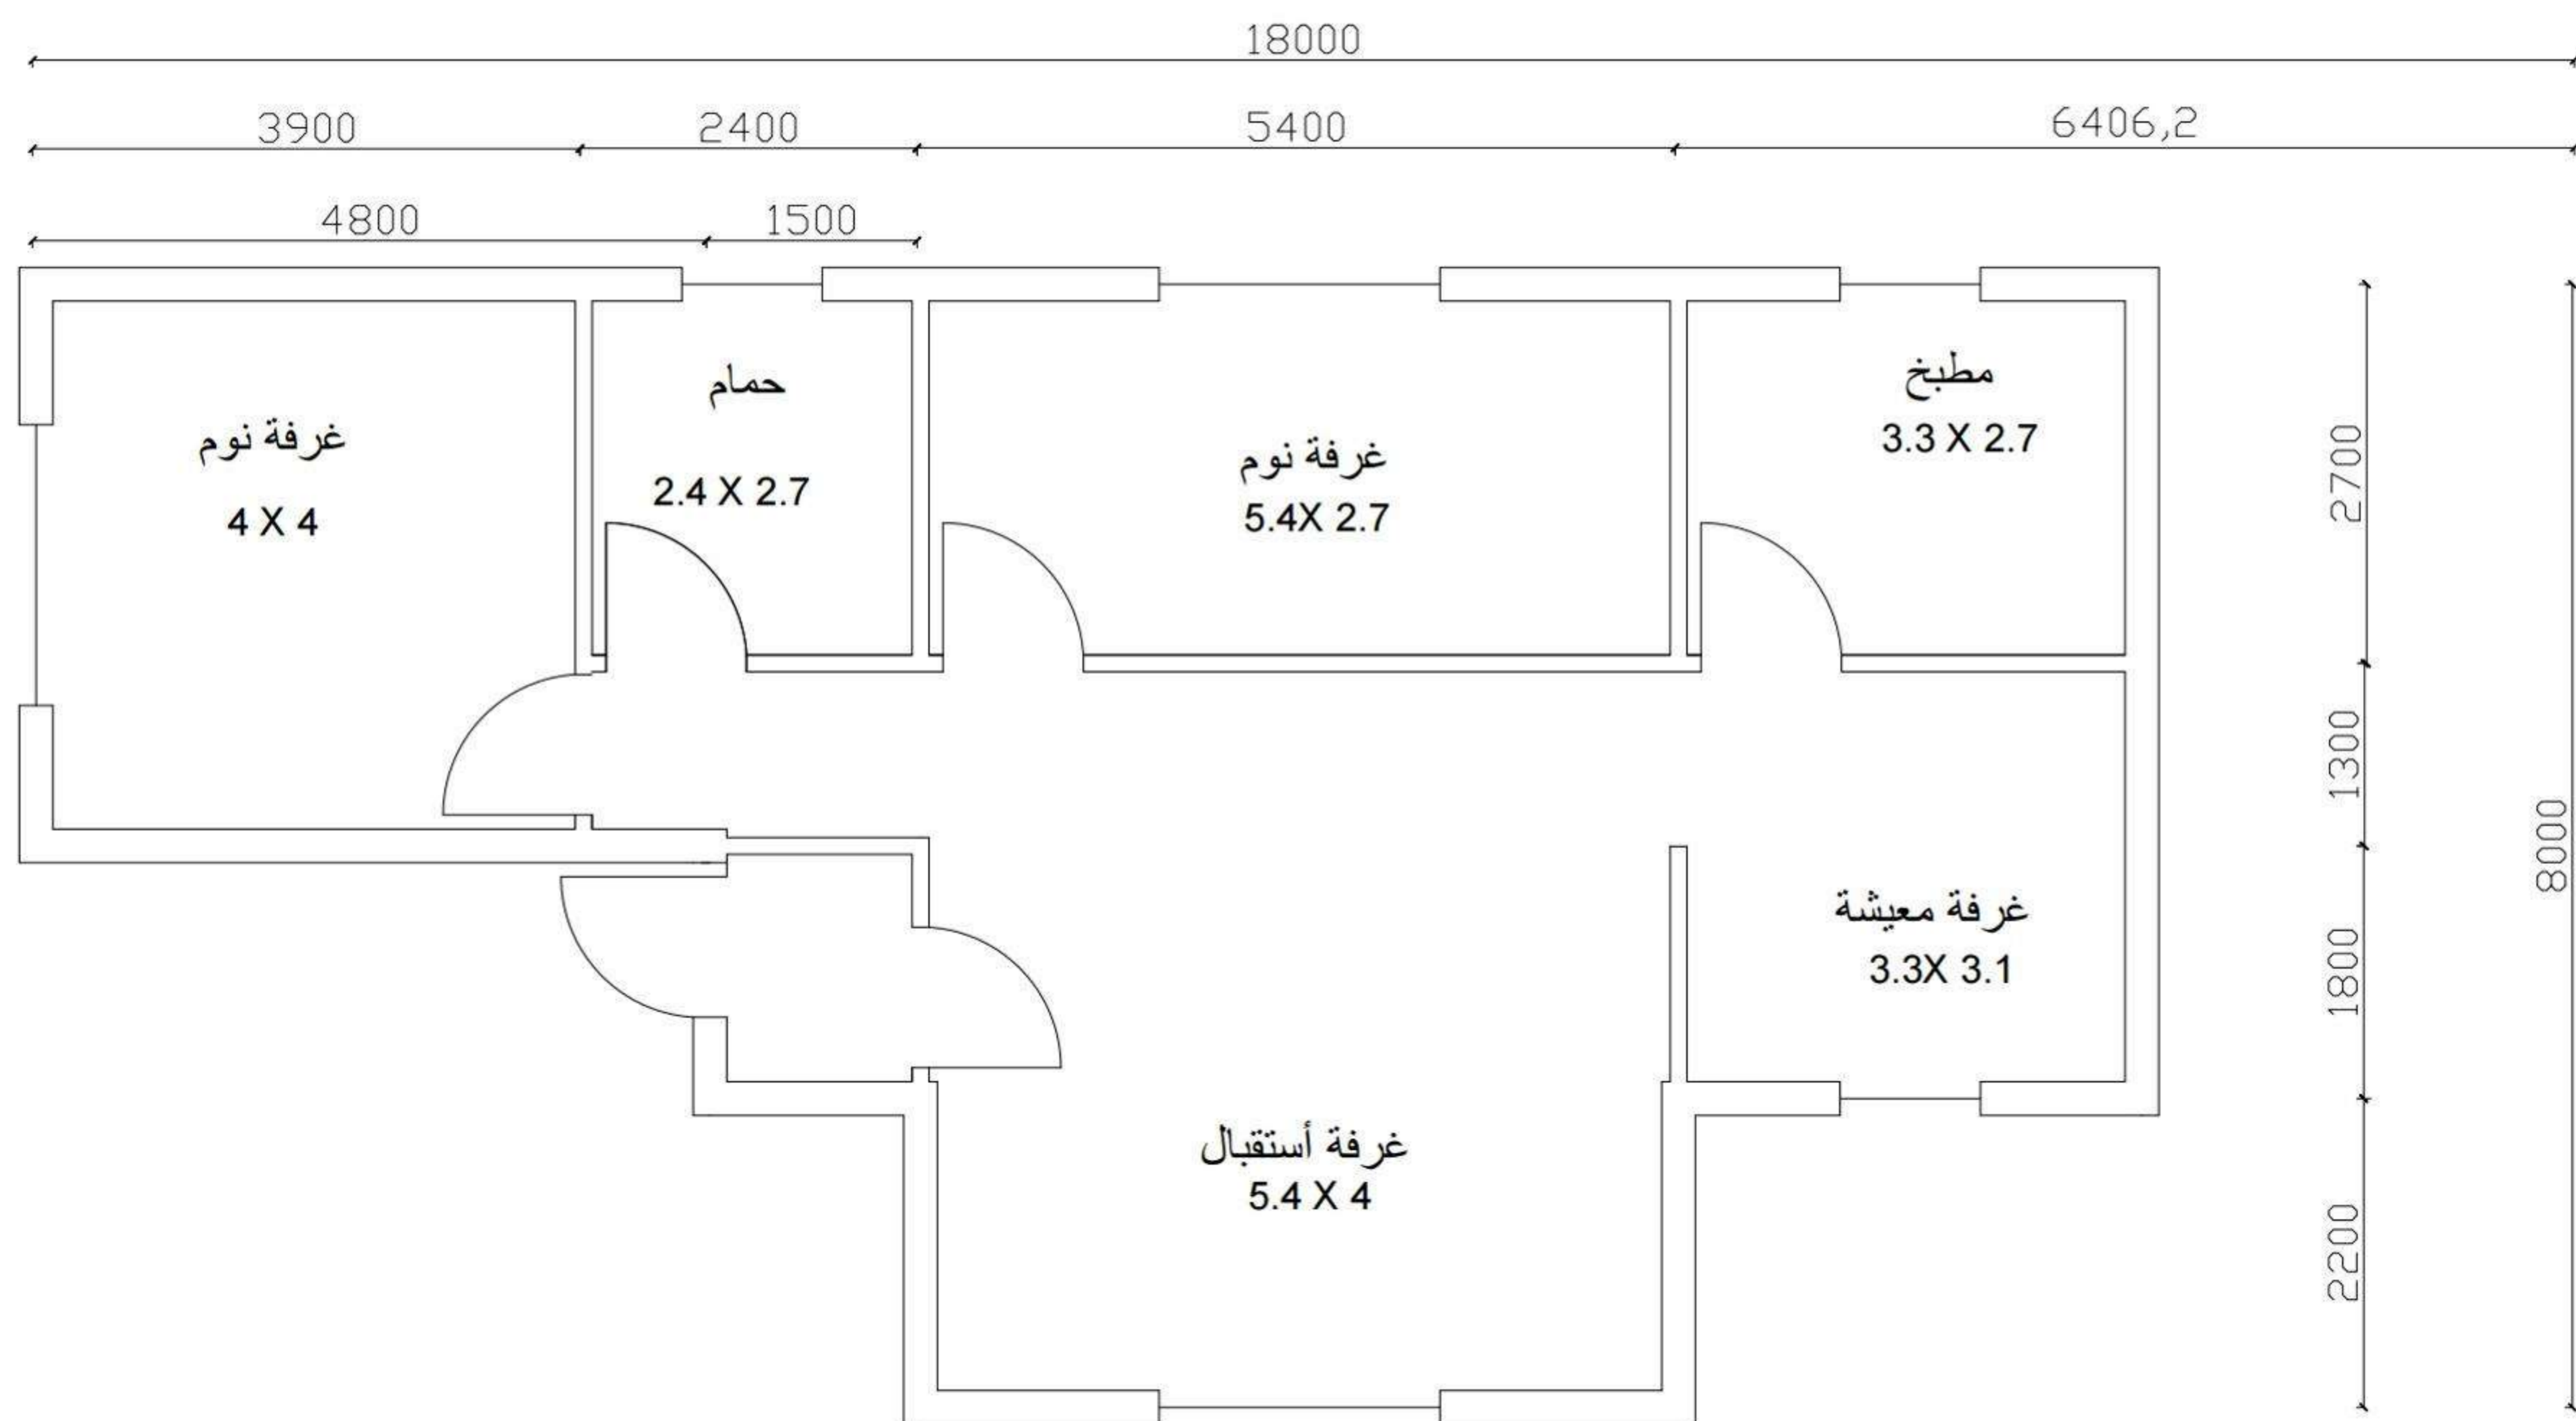 18000
3900
2400
5400
6406,2
4800
1500
غرفة نوم
4 X 4
حمام
2.4 X 2.7
غرفة نوم
5.4X 2.7
مطبخ
3.3 X 2.7
غرفة معيشة
3.3X 3.1
غرفة أستقبال
5.4 X 4
2700
1300
1800
2200
8000